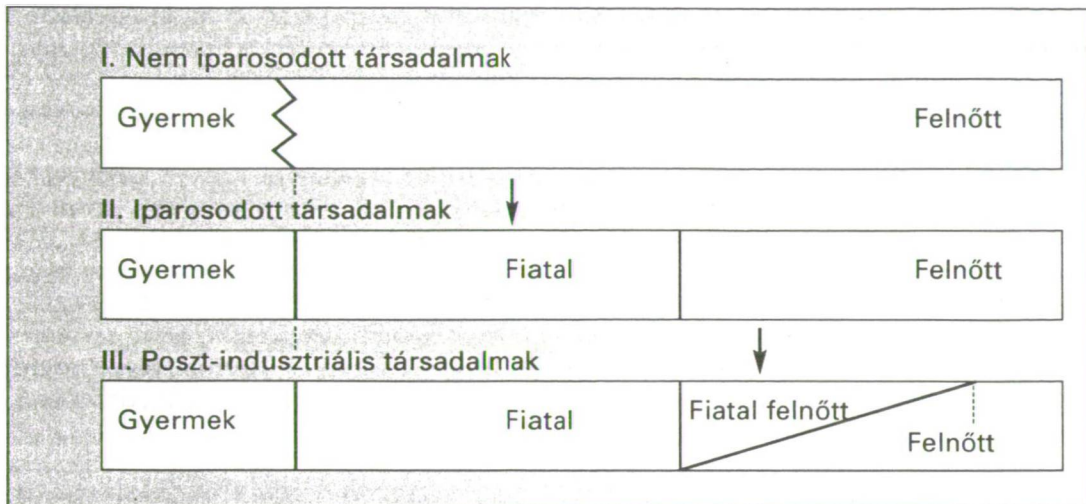 I. Nem iparosodott társadalmak
Gyermek Felnőtt
II. Iparosodott társadalmak
Gyermek Fiatal Felnőtt
III. Poszt-indusztriális társadalmak
Gyermek Fiatal Fiatal felnőtt
Felnőtt